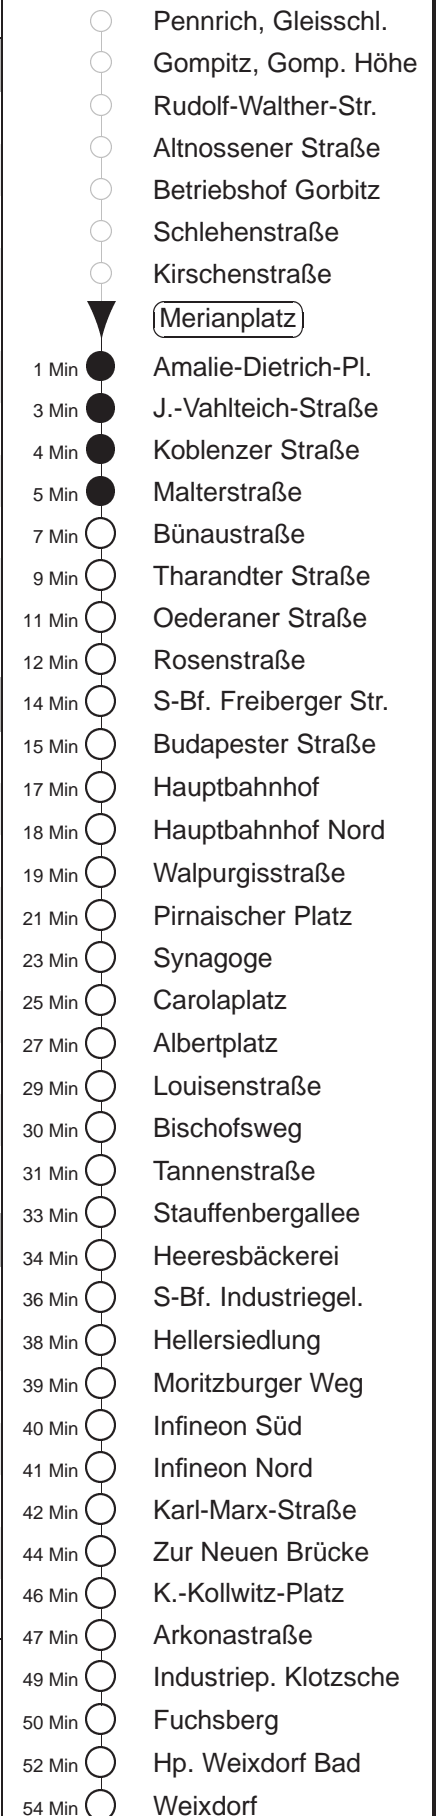 Pennrich, Gleisschl.
Gompitz, Gomp. Höhe
Rudolf-Walther-Str.
Altnossener Straße
Betriebshof Gorbitz
Schlehenstraße
Kirschenstraße
Merianplatz
1 Min Amalie-Dietrich-Pl.
3 Min J.-Vahlteich-Straße
4 Min Koblenzer Straße
5 Min Malterstraße
7 Min Bünaustraße
9 Min Tharandter Straße
11 Min Oederaner Straße
12 Min Rosenstraße
14 Min S-Bf. Freiberger Str.
15 Min Budapester Straße
17 Min Hauptbahnhof
18 Min Hauptbahnhof Nord
19 Min Walpurgisstraße
21 Min Pirnaischer Platz
23 Min Synagoge
25 Min Carolaplatz
27 Min Albertplatz
29 Min Louisenstraße
30 Min Bischofsweg
31 Min Tannenstraße
33 Min Stauffenbergallee
34 Min Heeresbäckerei
36 Min S-Bf. Industriegel.
38 Min Hellersiedlung
39 Min Moritzburger Weg
40 Min Infineon Süd
41 Min Infineon Nord
42 Min Karl-Marx-Straße
44 Min Zur Neuen Brücke
46 Min K.-Kollwitz-Platz
47 Min Arkonastraße
49 Min Industriep. Klotzsche
50 Min Fuchsberg
52 Min Hp. Weixdorf Bad
54 Min Weixdorf